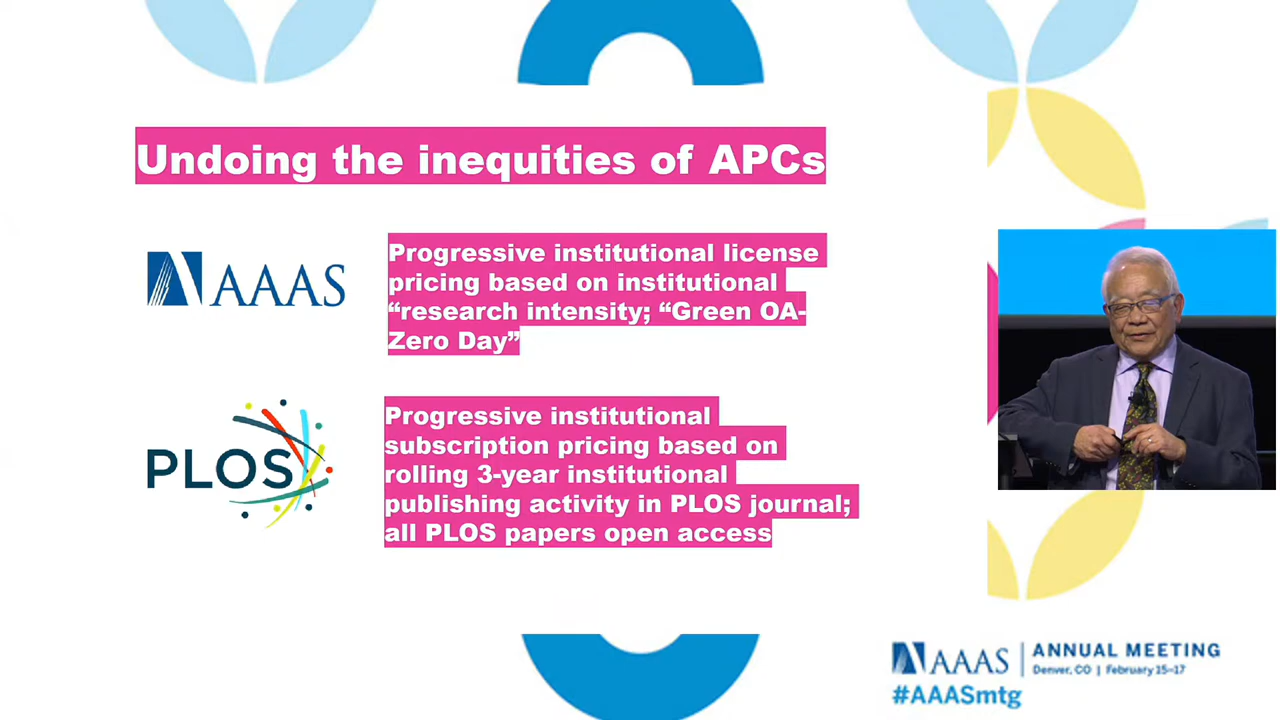 Undoing the inequities of APCs
AAAS
Progressive institutional license
pricing based on institutional
“research intensity; “Green OA-
Zero Day”
PLOS
Progressive institutional
subscription pricing based on
rolling 3-year institutional
publishing activity in PLOS journal;
all PLOS papers open access
AAAS
ANNUAL MEETING
Denver, CO | February 15–17
#AAASmtg